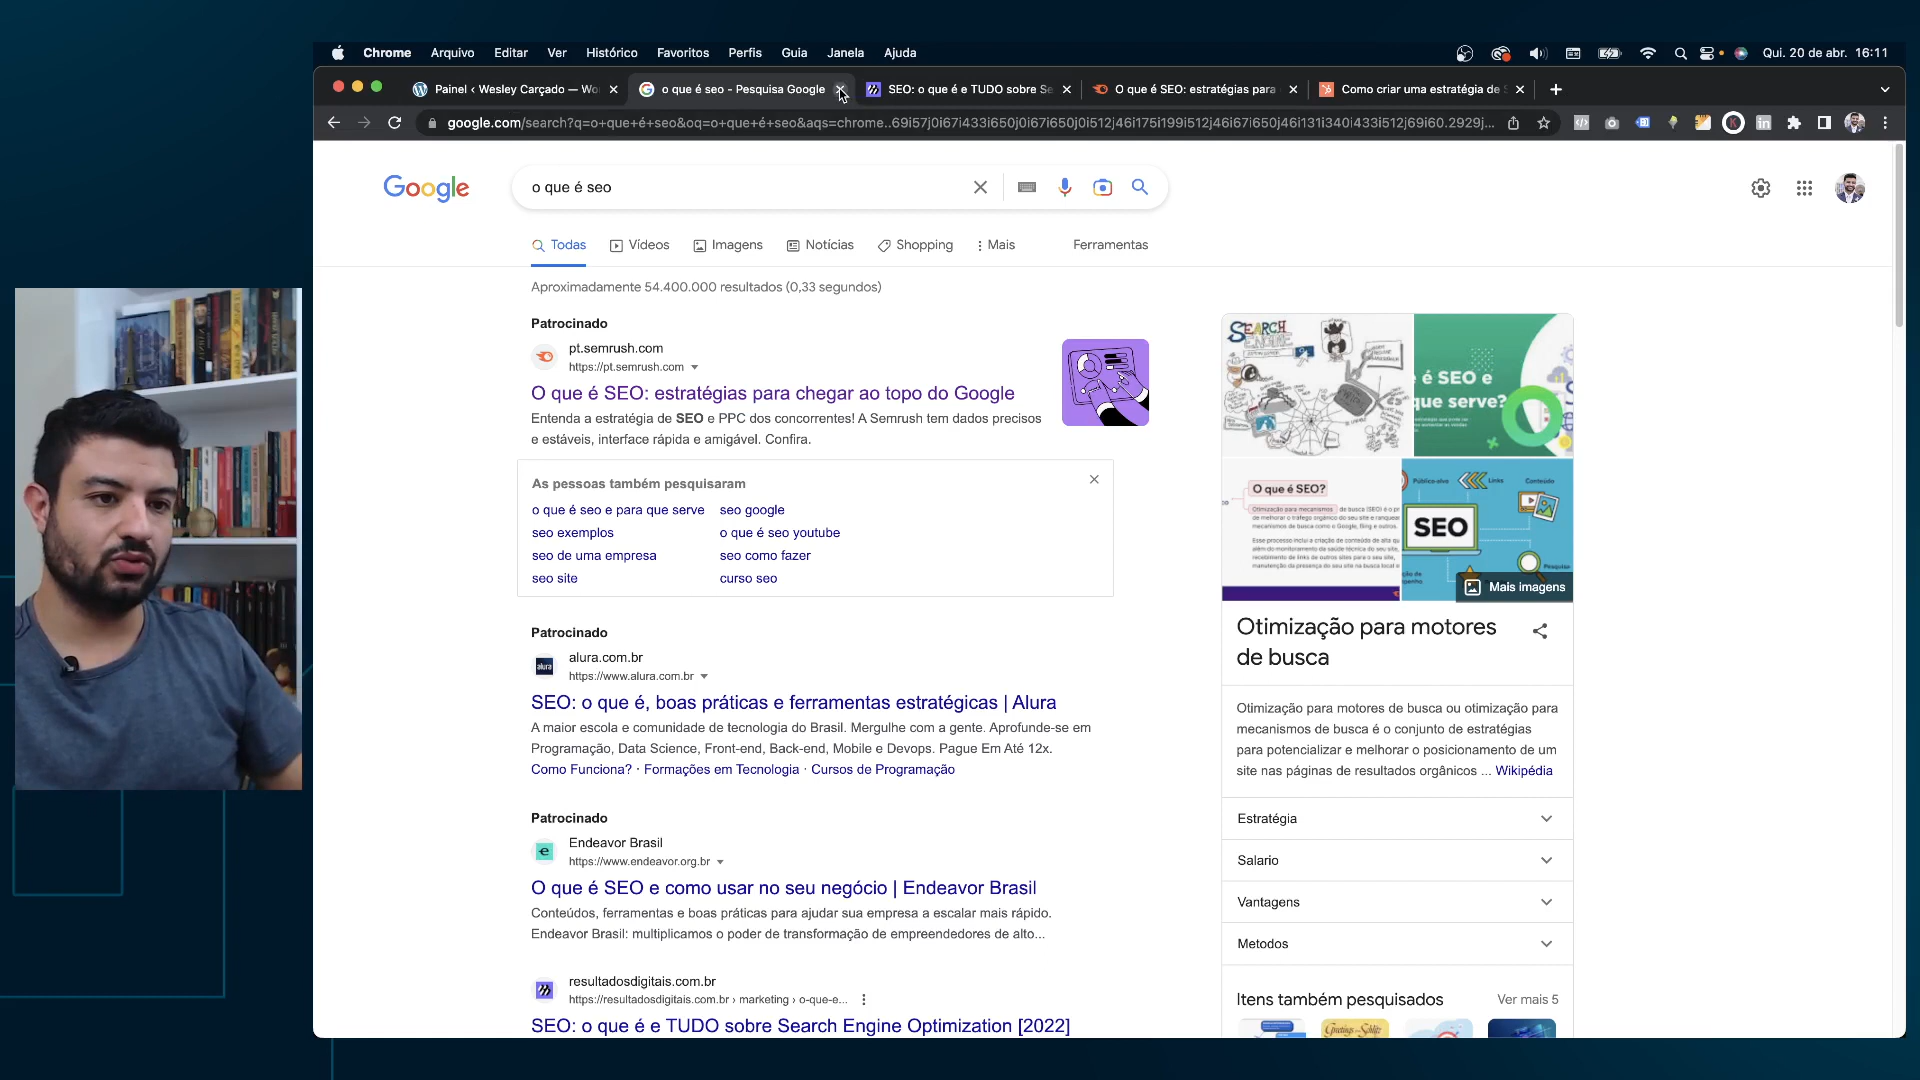 Chrome Arquivo Editar Ver Histórico Favoritos Perfis Guia Janela Ajuda Qui. 20 de abr. 16:11
Painel ‹ Wesley Carçado — Wo
o que é seo - Pesquisa Google
SEO: o que é e TUDO sobre Se
O que é SEO: estratégias para
Como criar uma estratégia de S
google.com/search?q=o+que+é+seo&oq=o+que+é+seo&aqs=chrome..69i57j0i67i433i650j0i67i650j0i512j46i175i199i512j46i67i650j46i131i340i433i512j69i60.2929j...
Google
o que é seo
Todas Vídeos Imagens Notícias Shopping Mais Ferramentas
Aproximadamente 54.400.000 resultados (0,33 segundos)
Patrocinado
pt.semrush.com
https://pt.semrush.com
O que é SEO: estratégias para chegar ao topo do Google
Entenda a estratégia de SEO e PPC dos concorrentes! A Semrush tem dados precisos
e estáveis, interface rápida e amigável. Confira.
As pessoas também pesquisaram
o que é seo e para que serve seo google
seo exemplos o que é seo youtube
seo de uma empresa seo como fazer
seo site curso seo
Patrocinado
alura
alura.com.br
https://www.alura.com.br
SEO: o que é, boas práticas e ferramentas estratégicas | Alura
A maior escola e comunidade de tecnologia do Brasil. Mergulhe com a gente. Aprofunde-se em
Programação, Data Science, Front-end, Back-end, Mobile e Devops. Pague Em Até 12x.
Como Funciona? · Formações em Tecnologia · Cursos de Programação
Patrocinado
Endeavor Brasil
https://www.endeavor.org.br
O que é SEO e como usar no seu negócio | Endeavor Brasil
Conteúdos, ferramentas e boas práticas para ajudar sua empresa a escalar mais rápido.
Endeavor Brasil: multiplicamos o poder de transformação de empreendedores de alto...
resultadosdigitais.com.br
https://resultadosdigitais.com.br › marketing › o-que-e...
SEO: o que é e TUDO sobre Search Engine Optimization [2022]
SEARCH
ENGINE
é SEO e
que serve?
O que é SEO?
Público-alvo
Links
Conteúdo
SEO
Mais imagens
Otimização para motores
de busca
Otimização para motores de busca ou otimização para
mecanismos de busca é o conjunto de estratégias
para potencializar e melhorar o posicionamento de um
site nas páginas de resultados orgânicos ... Wikipédia
Estratégia
Salario
Vantagens
Metodos
Itens também pesquisados Ver mais 5